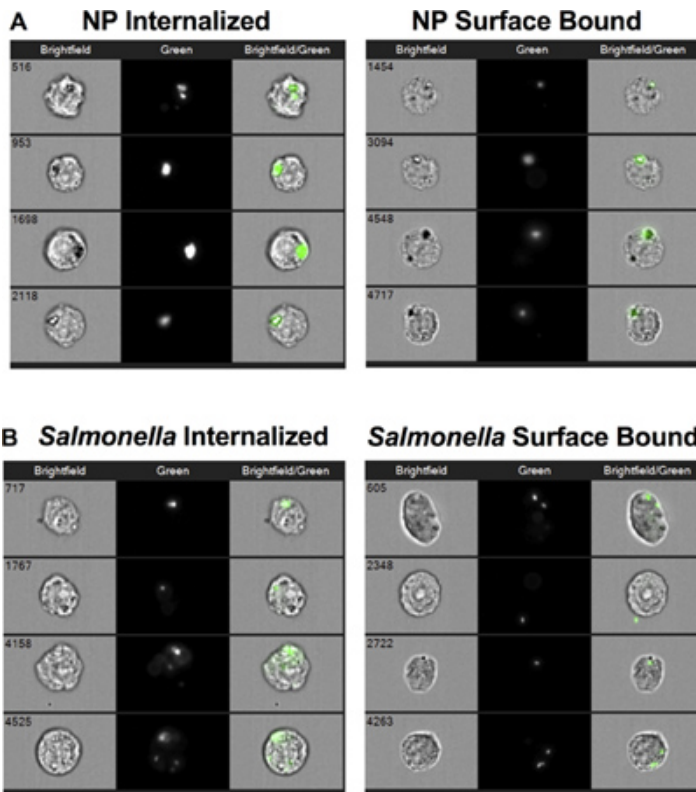 A NP Internalized NP Surface Bound
Brightfield Green Brightfield/Green Brightfield Green Brightfield/Green
516 1454
953 3094
1698 4548
2118 4717
B Salmonella Internalized Salmonella Surface Bound
Brightfield Green Brightfield/Green Brightfield Green Brightfield/Green
717 605
1767 2348
4158 2722
4525 4263